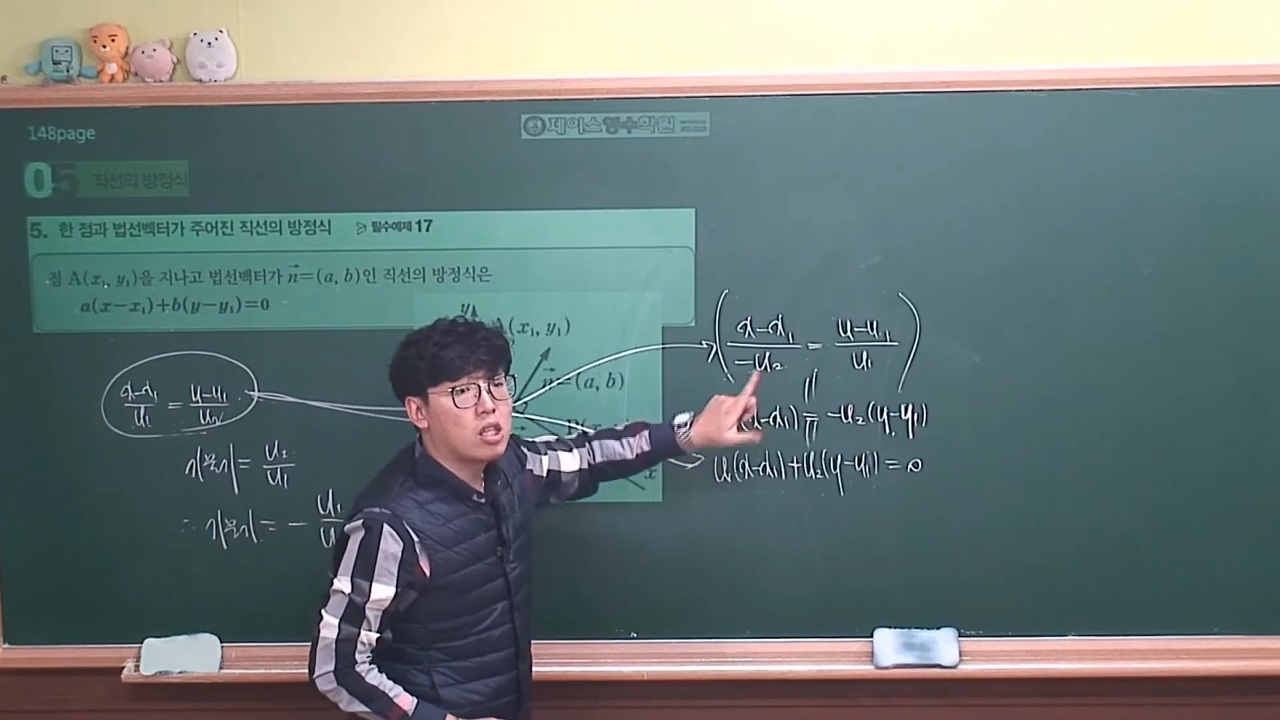 148page
제이스영수학원
05 직선의 방정식
5. 한 점과 법선벡터가 주어진 직선의 방정식 ▷ 필수예제 17
점 A(x₁, y₁)을 지나고 법선벡터가 n⃗=(a, b)인 직선의 방정식은
a(x−x₁)+b(y−y₁)=0
y
A(x₁, y₁)
n⃗=(a, b)
x
(x-x₁)/u₁ = (y-y₁)/u₂
기울기 = u₂/u₁
∴ 기울기 = - u₁/u
((x-x₁)/-u₂ = (y-y₁)/u₁)
(x-x₁) = -u₂(y-y₁)
u₁(x-x₁)+u₂(y-y₁)=0